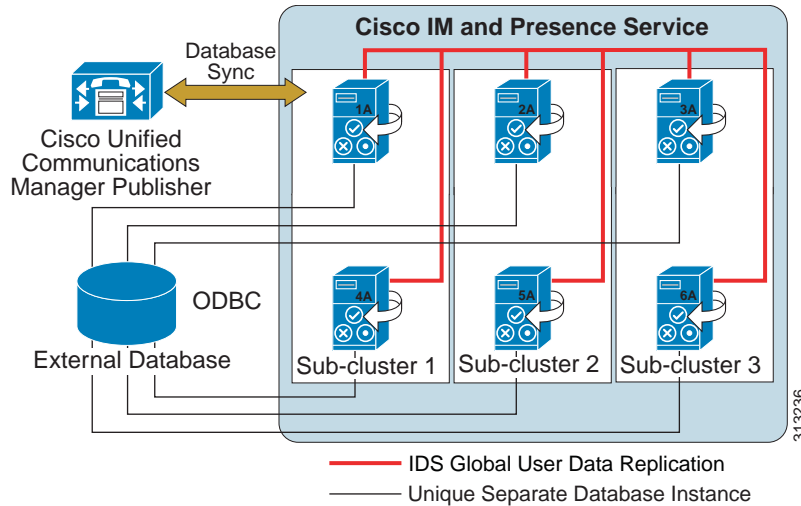 Cisco IM and Presence Service
Database
Sync
1A
2A
3A
Cisco Unified
Communications
Manager Publisher
4A
5A
6A
ODBC
External Database
Sub-cluster 1
Sub-cluster 2
Sub-cluster 3
313236
IDS Global User Data Replication
Unique Separate Database Instance